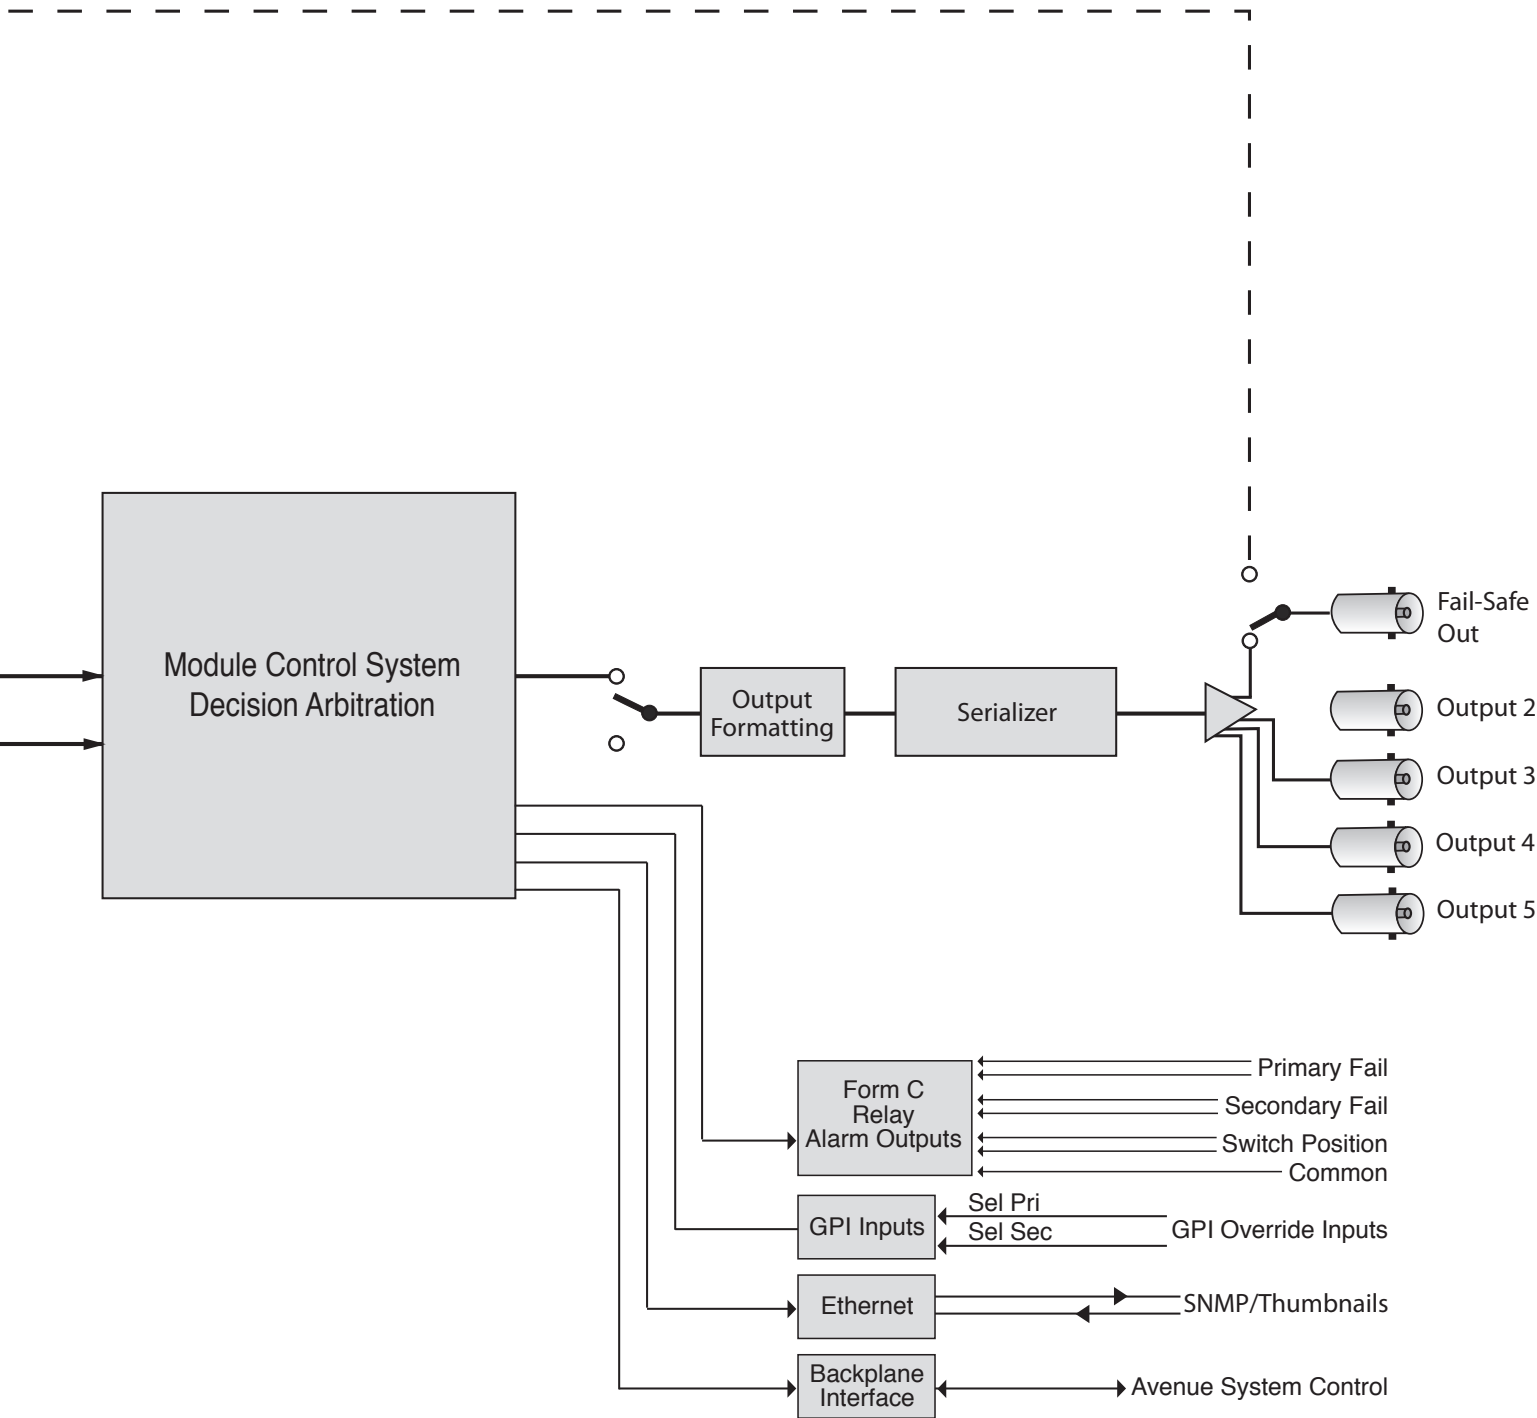 Fail-Safe
Out
Module Control System
Decision Arbitration
Output
Formatting
Serializer
Output 2
Output 3
Output 4
Output 5
Form C
Relay
Alarm Outputs
Primary Fail
Secondary Fail
Switch Position
Common
GPI Inputs
Sel Pri
Sel Sec
GPI Override Inputs
Ethernet
SNMP/Thumbnails
Backplane
Interface
Avenue System Control